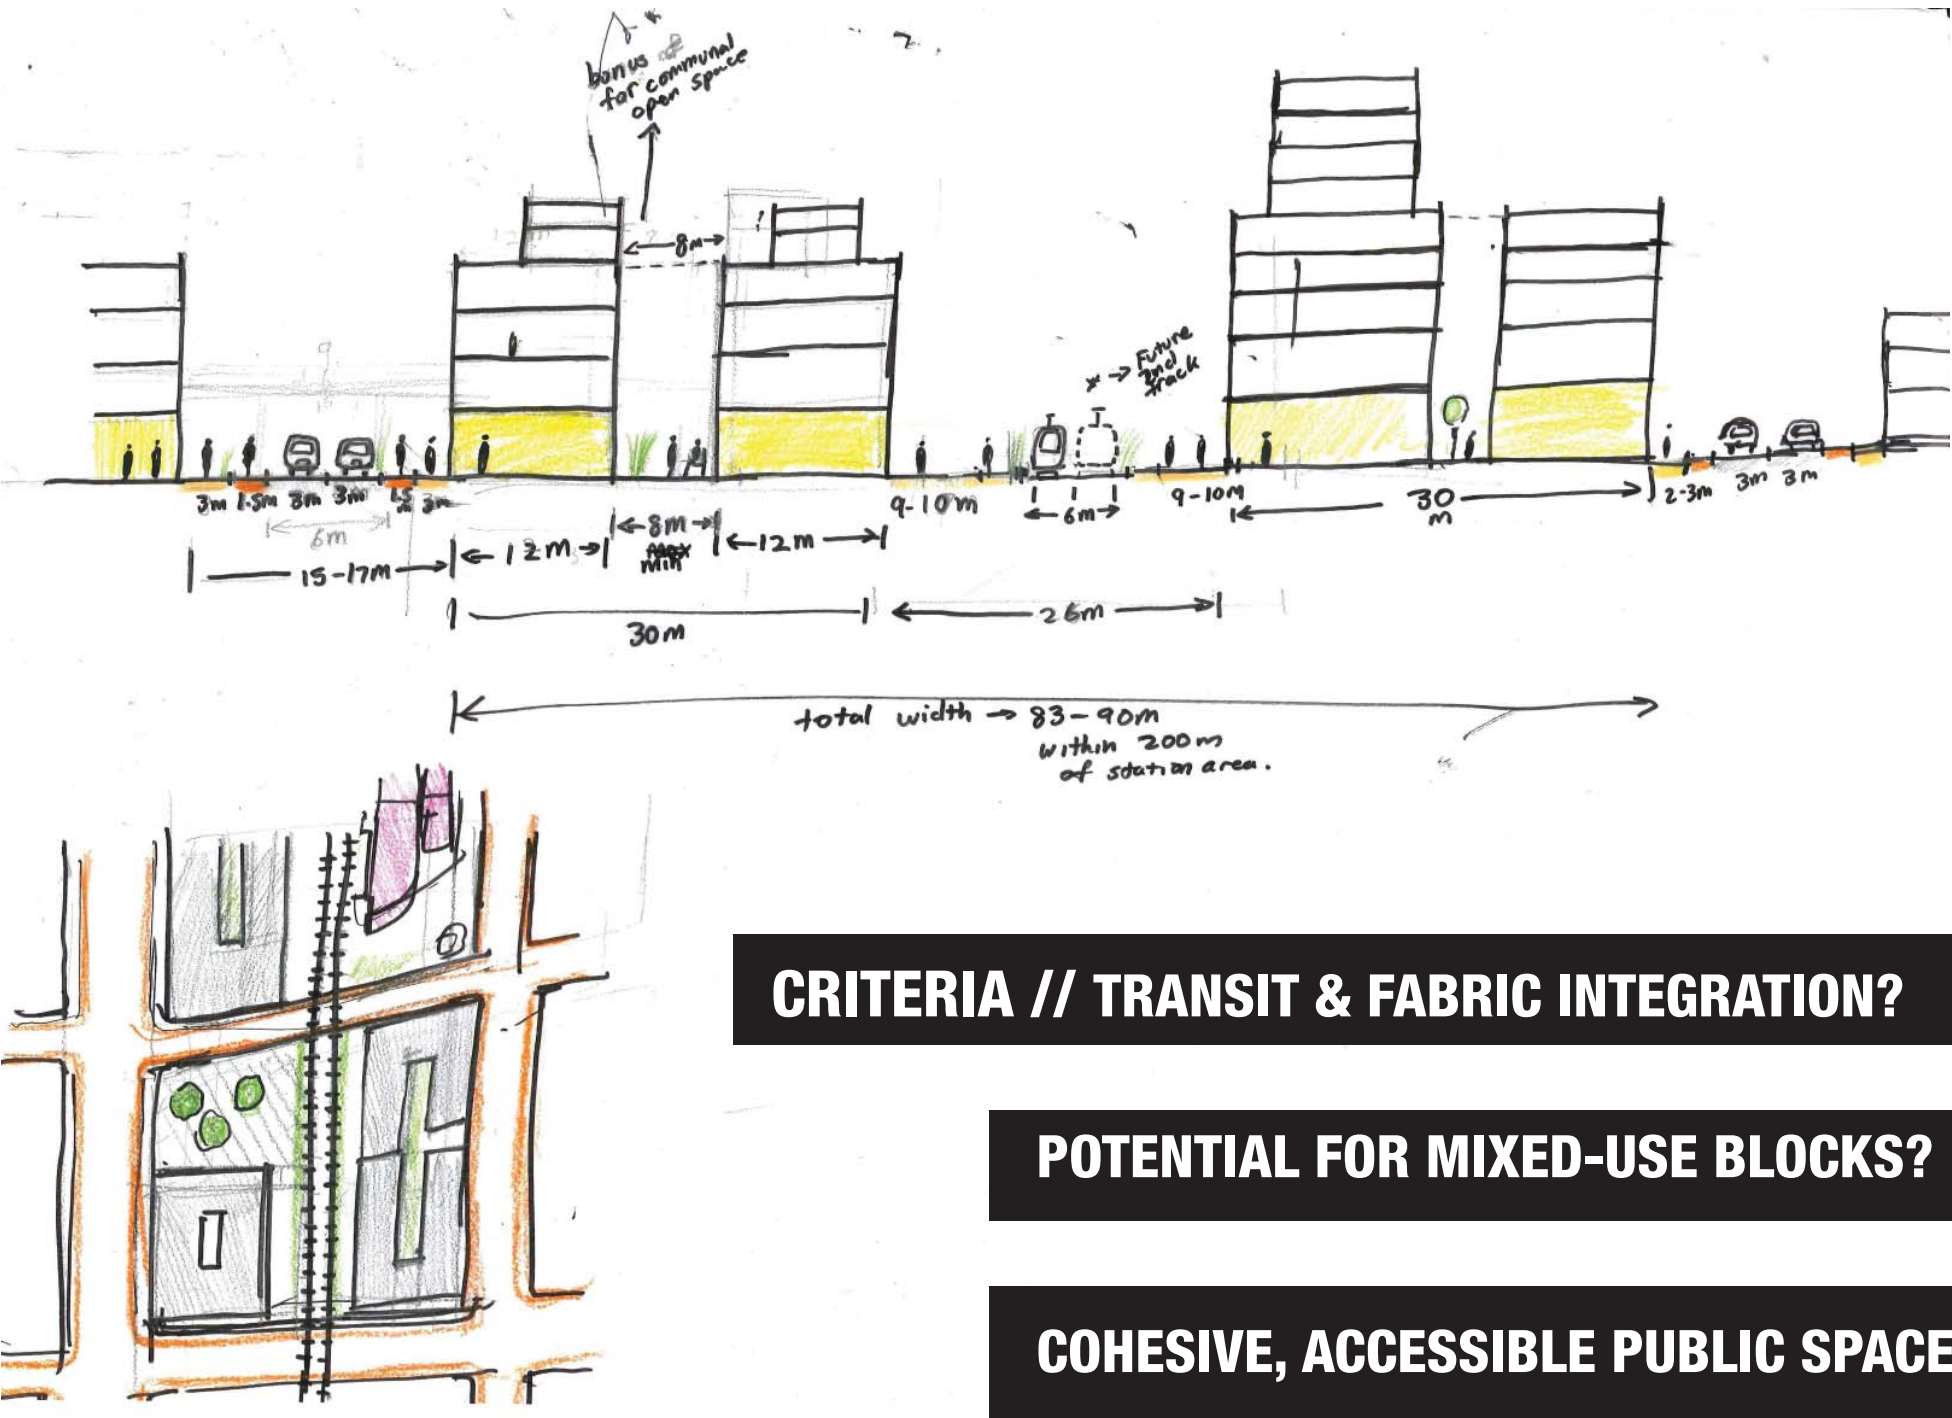 bonus
for communal
open space
8m
* → Future
2nd
track
3m 1.5m 3m 3m 1.5 3m
6m
15-17m
12m
8m
min
12m
30m
9-10m
6m
9-10m
26m
30
m
2-3m 3m 3m
total width → 83-90m
within 200m
of station area.
CRITERIA // TRANSIT & FABRIC INTEGRATION?
POTENTIAL FOR MIXED-USE BLOCKS?
COHESIVE, ACCESSIBLE PUBLIC SPACE